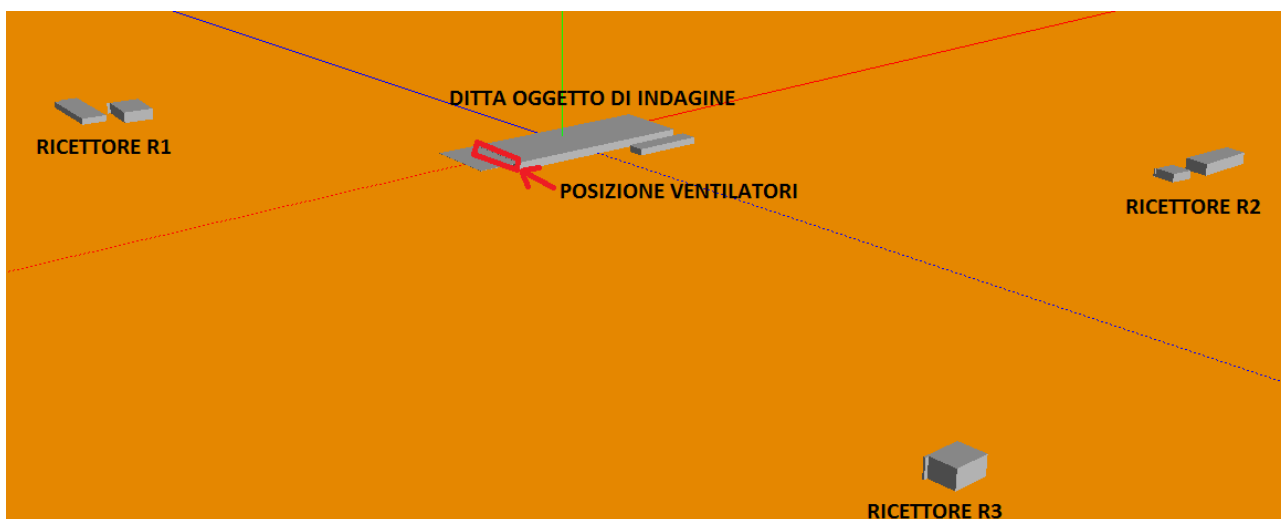 DITTA OGGETTO DI INDAGINE
RICETTORE R1
POSIZIONE VENTILATORI
RICETTORE R2
RICETTORE R3